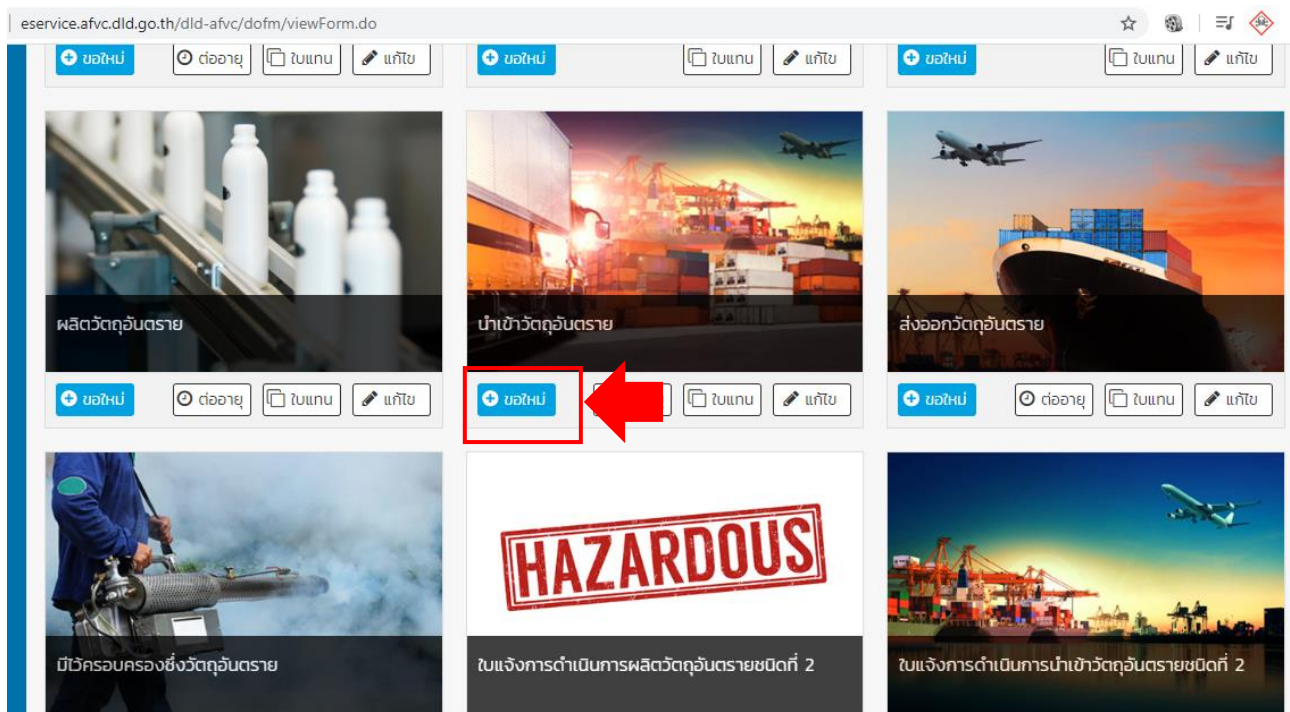 eservice.afvc.dld.go.th/dld-afvc/dofm/viewForm.do
ขอใหม่ ต่ออายุ ใบแทน แก้ไข ขอใหม่ ใบแทน แก้ไข ขอใหม่ ใบแทน แก้ไข
ผลิตวัตถุอันตราย นำเข้าวัตถุอันตราย ส่งออกวัตถุอันตราย
ขอใหม่ ต่ออายุ ใบแทน แก้ไข ขอใหม่ ใบแทน แก้ไข ขอใหม่ ต่ออายุ ใบแทน แก้ไข
HAZARDOUS
มีไว้ครอบครองซึ่งวัตถุอันตราย ใบแจ้งการดำเนินการผลิตวัตถุอันตรายชนิดที่ 2 ใบแจ้งการดำเนินการนำเข้าวัตถุอันตรายชนิดที่ 2